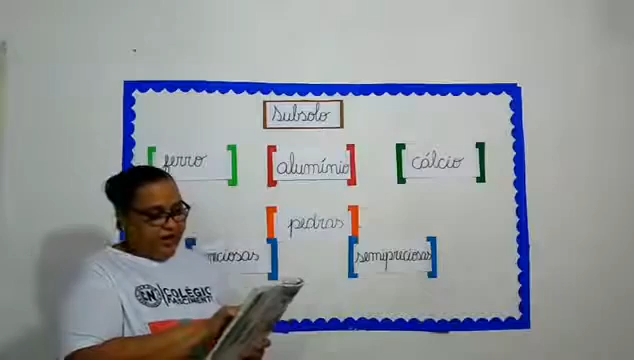 subsolo
ferro alumínio cálcio
pedras
semipreciosas
COLÉGIO